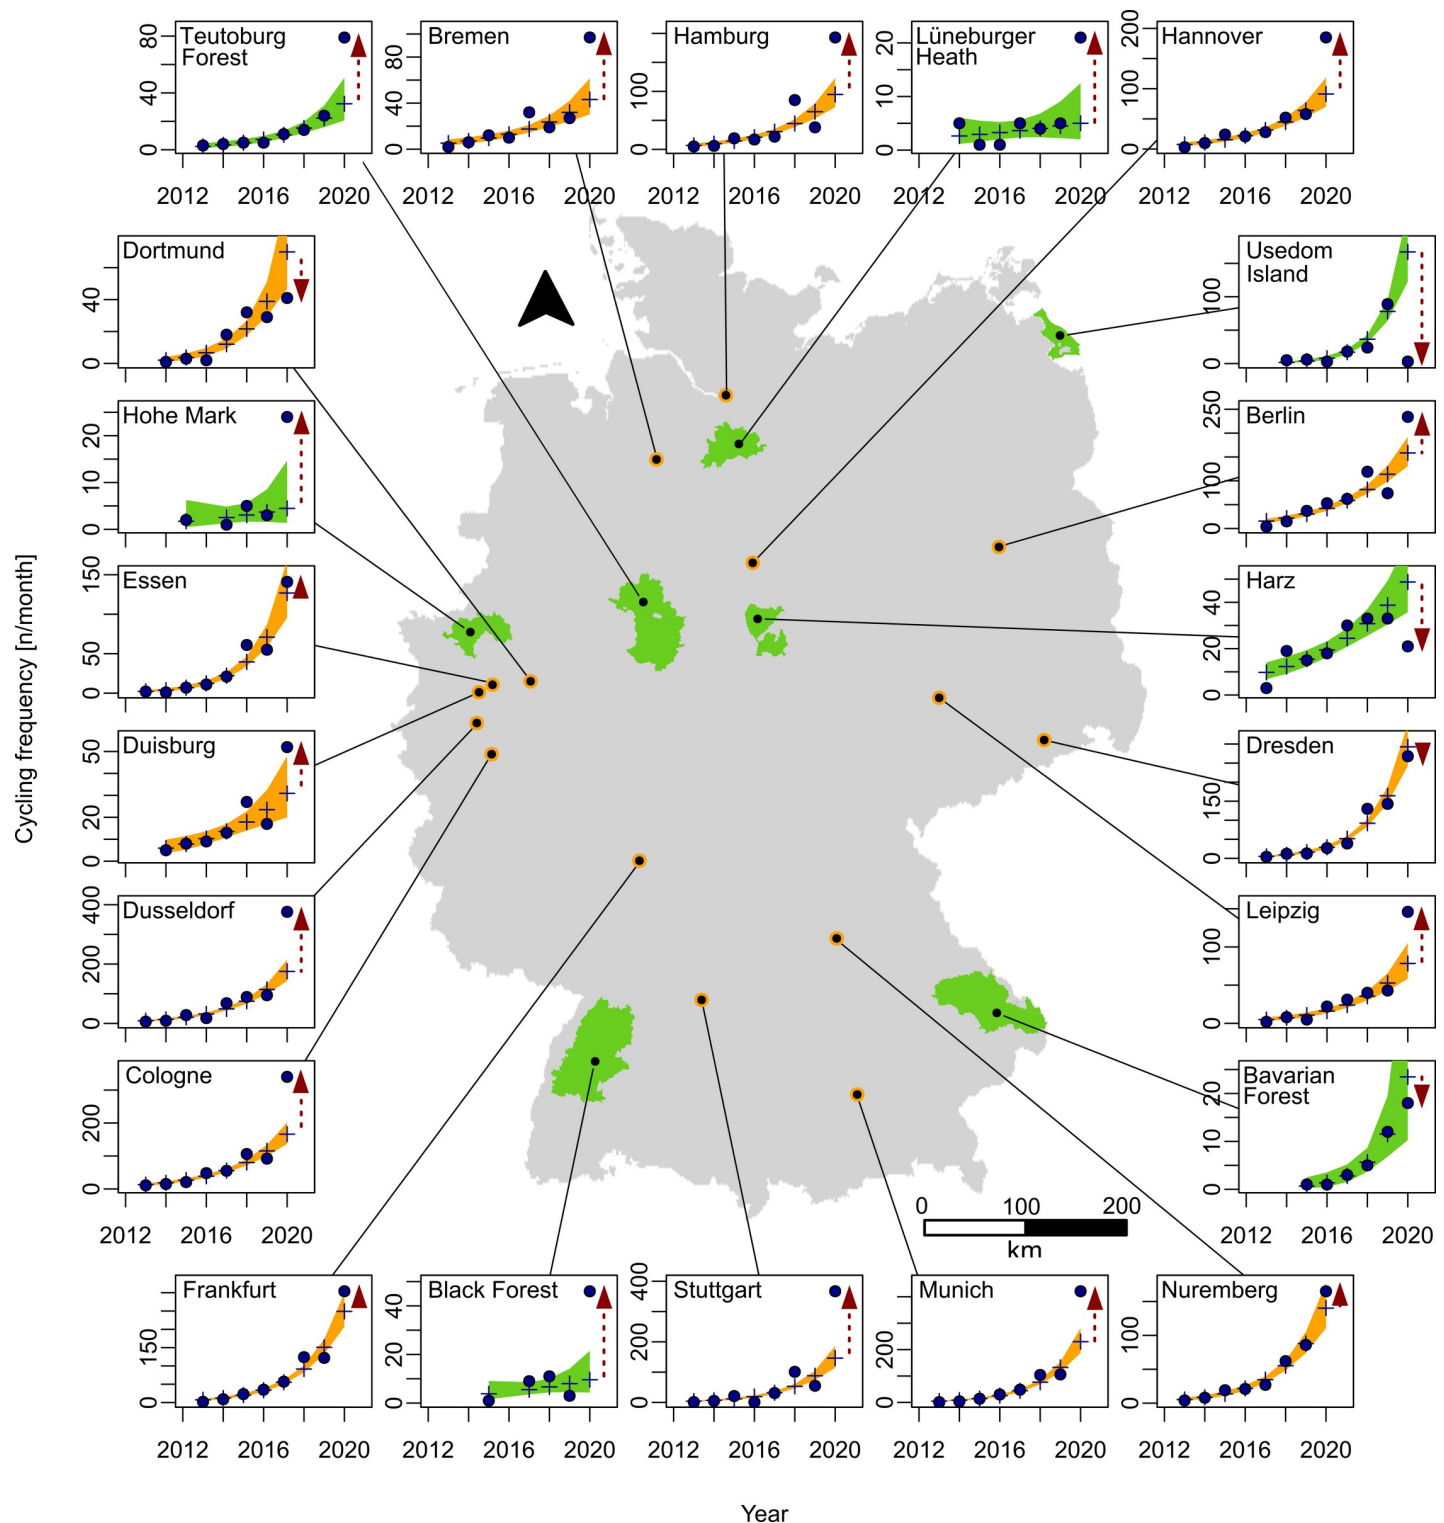 Teutoburg
Forest
0 40 80
2012 2016 2020
Bremen
0 40 80
2012 2016 2020
Hamburg
0 100
2012 2016 2020
Lüneburger
Heath
0 10 20
2012 2016 2020
Hannover
0 100 200
2012 2016 2020
Dortmund
0 40
Usedom
Island
0 100
Hohe Mark
0 10 20
Berlin
0 100 250
Essen
0 50 150
Harz
0 20 40
Cycling frequency [n/month]
Duisburg
0 20 50
Dresden
0 150
Dusseldorf
0 200 400
Leipzig
0 100
Cologne
0 200
2012 2016 2020
Bavarian
Forest
0 10 20
2012 2016 2020
0 100 200
km
Frankfurt
0 150
2012 2016 2020
Black Forest
0 20 40
2012 2016 2020
Stuttgart
0 200 400
2012 2016 2020
Munich
0 200
2012 2016 2020
Nuremberg
0 100
2012 2016 2020
Year